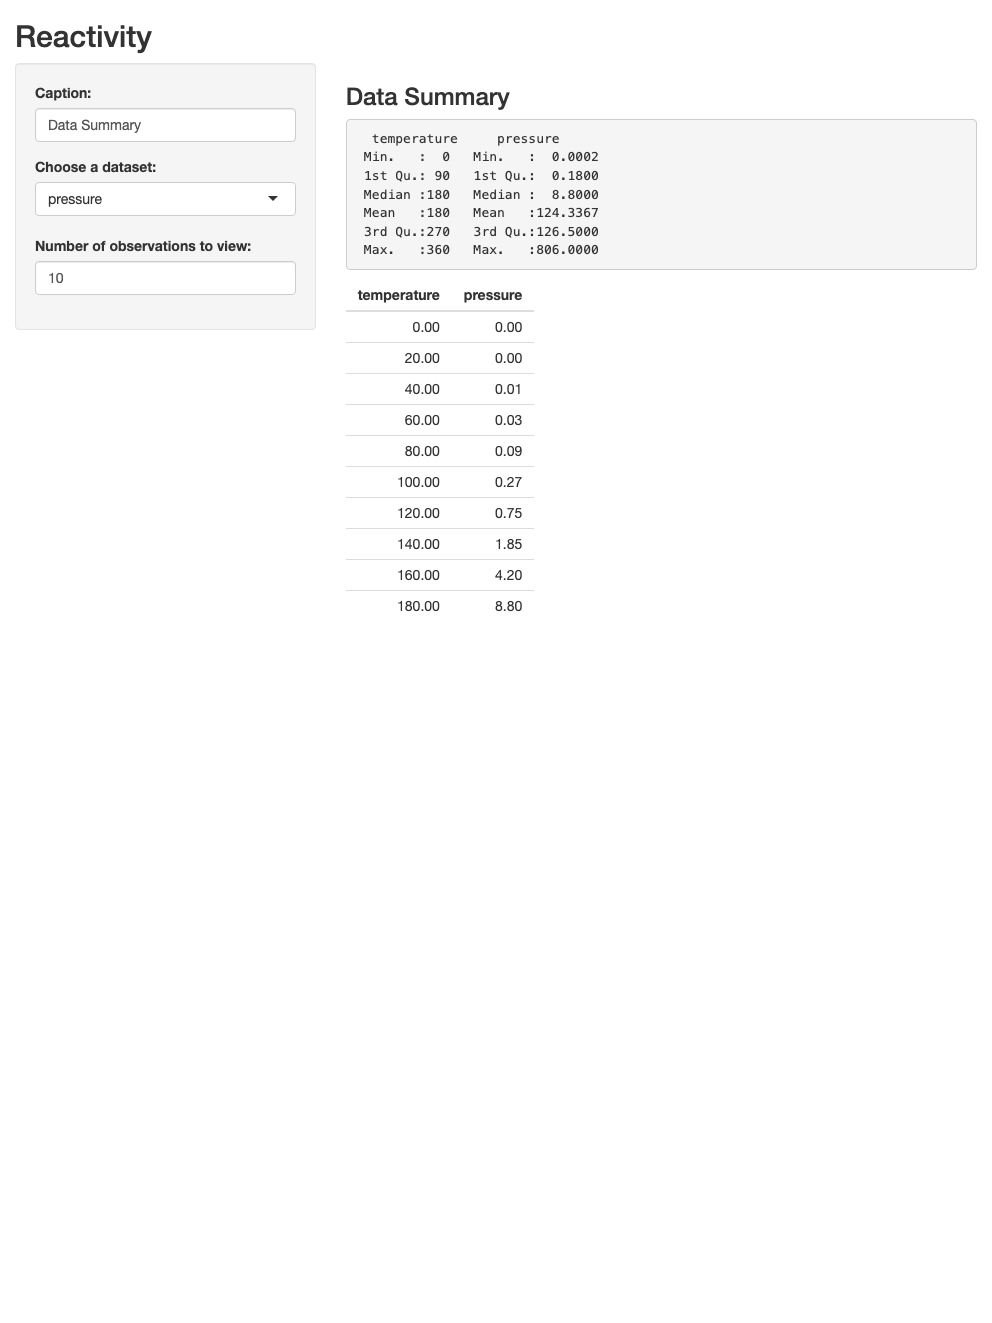 Reactivity
Caption:
Data Summary
Choose a dataset:
pressure
Number of observations to view:
10
Data Summary
temperature pressure
Min. : 0 Min. : 0.0002
1st Qu.: 90 1st Qu.: 0.1800
Median :180 Median : 8.8000
Mean :180 Mean :124.3367
3rd Qu.:270 3rd Qu.:126.5000
Max. :360 Max. :806.0000
temperature pressure
0.00 0.00
20.00 0.00
40.00 0.01
60.00 0.03
80.00 0.09
100.00 0.27
120.00 0.75
140.00 1.85
160.00 4.20
180.00 8.80